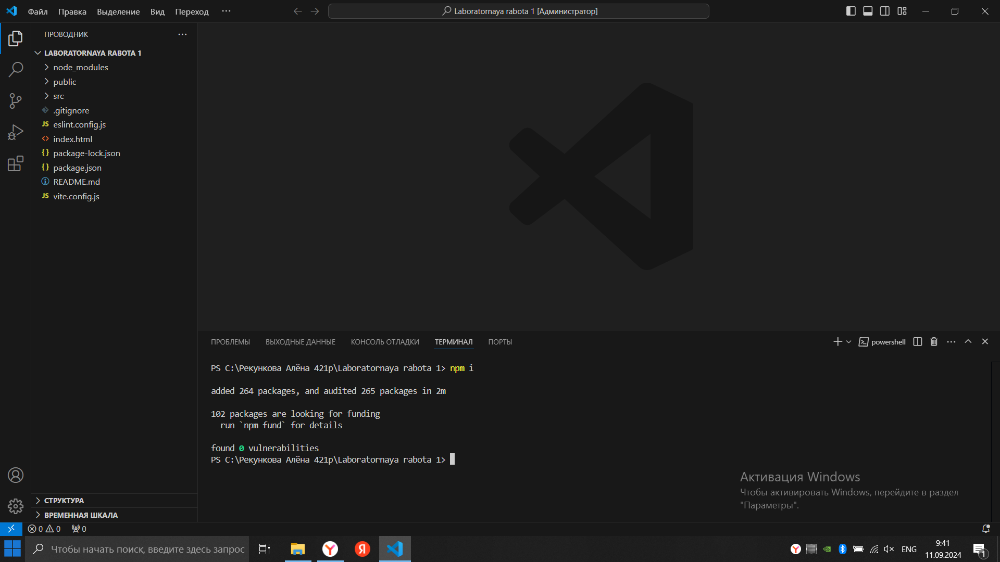 Файл Правка Выделение Вид Переход ···
Laboratornaya rabota 1 [Администратор]
ПРОВОДНИК
LABORATORNAYA RABOTA 1
node_modules
public
src
.gitignore
JS eslint.config.js
<> index.html
{} package-lock.json
{} package.json
README.md
JS vite.config.js
СТРУКТУРА
ВРЕМЕННАЯ ШКАЛА
ПРОБЛЕМЫ ВЫХОДНЫЕ ДАННЫЕ КОНСОЛЬ ОТЛАДКИ ТЕРМИНАЛ ПОРТЫ
powershell
PS C:\Рекункова Алёна 421р\Laboratornaya rabota 1> npm i
added 264 packages, and audited 265 packages in 2m
102 packages are looking for funding
run `npm fund` for details
found 0 vulnerabilities
PS C:\Рекункова Алёна 421р\Laboratornaya rabota 1>
Активация Windows
Чтобы активировать Windows, перейдите в раздел
"Параметры".
0 0 0
Чтобы начать поиск, введите здесь запрос
Y
Я
Y
ENG
9:41
11.09.2024
1